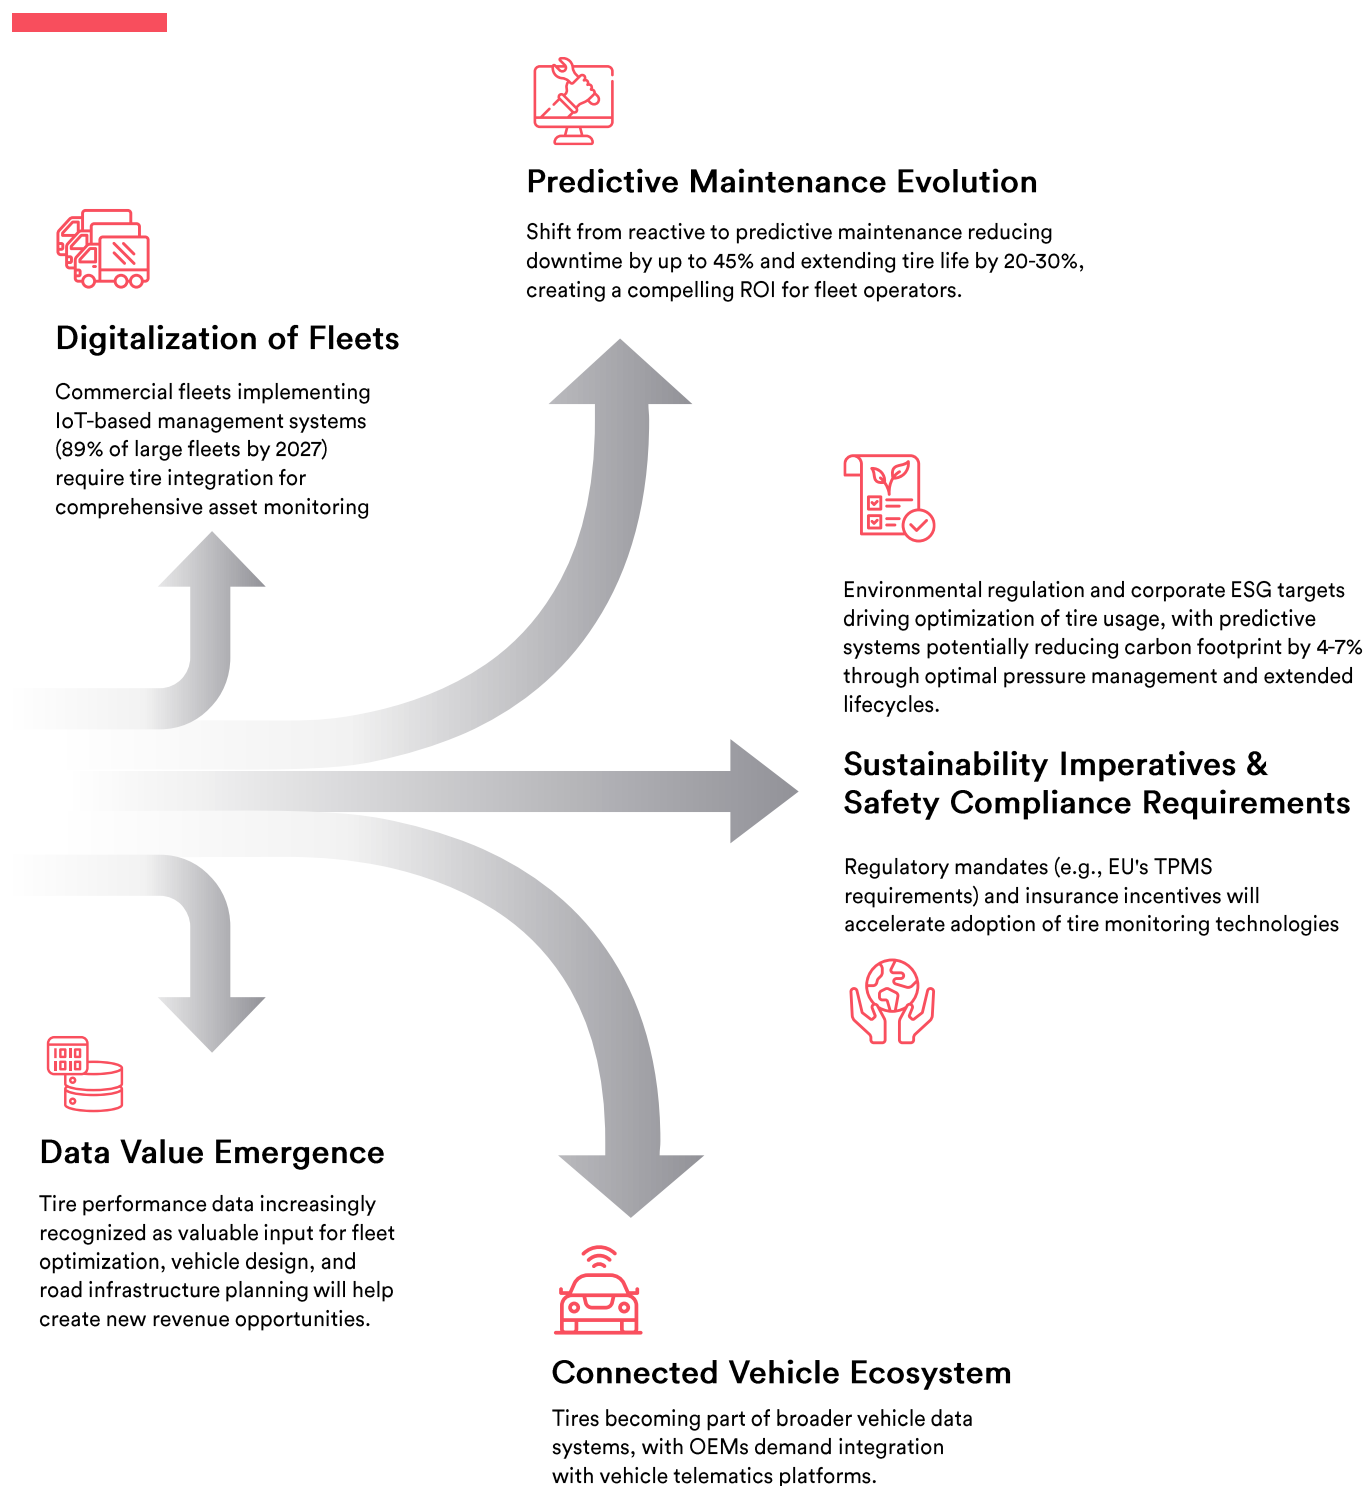 Predictive Maintenance Evolution
Shift from reactive to predictive maintenance reducing
downtime by up to 45% and extending tire life by 20-30%,
creating a compelling ROI for fleet operators.
Digitalization of Fleets
Commercial fleets implementing
IoT-based management systems
(89% of large fleets by 2027)
require tire integration for
comprehensive asset monitoring
Environmental regulation and corporate ESG targets
driving optimization of tire usage, with predictive
systems potentially reducing carbon footprint by 4-7%
through optimal pressure management and extended
lifecycles.
Sustainability Imperatives &
Safety Compliance Requirements
Regulatory mandates (e.g., EU's TPMS
requirements) and insurance incentives will
accelerate adoption of tire monitoring technologies
Data Value Emergence
Tire performance data increasingly
recognized as valuable input for fleet
optimization, vehicle design, and
road infrastructure planning will help
create new revenue opportunities.
Connected Vehicle Ecosystem
Tires becoming part of broader vehicle data
systems, with OEMs demand integration
with vehicle telematics platforms.